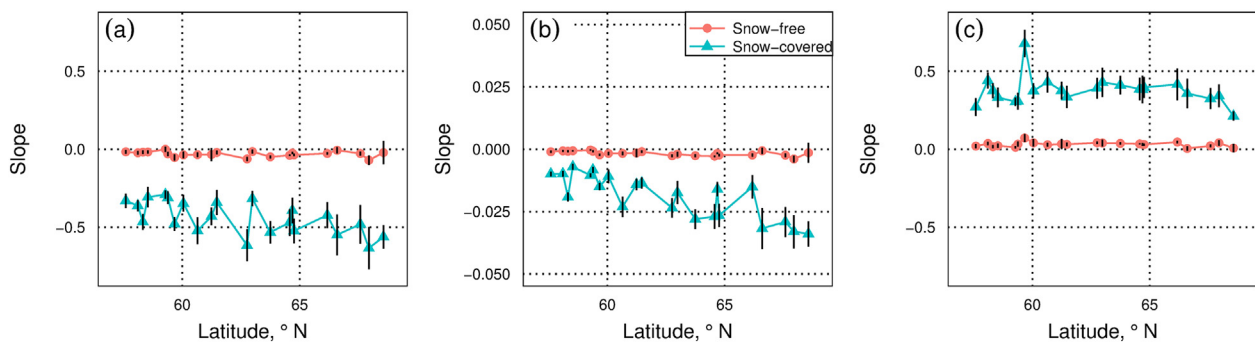 (a)
Slope
0.5
0.0
−0.5
60
65
Latitude, ° N
(b)
Slope
0.050
0.025
0.000
−0.025
−0.050
60
65
Latitude, ° N
Snow−free
Snow−covered
(c)
Slope
0.5
0.0
−0.5
60
65
Latitude, ° N